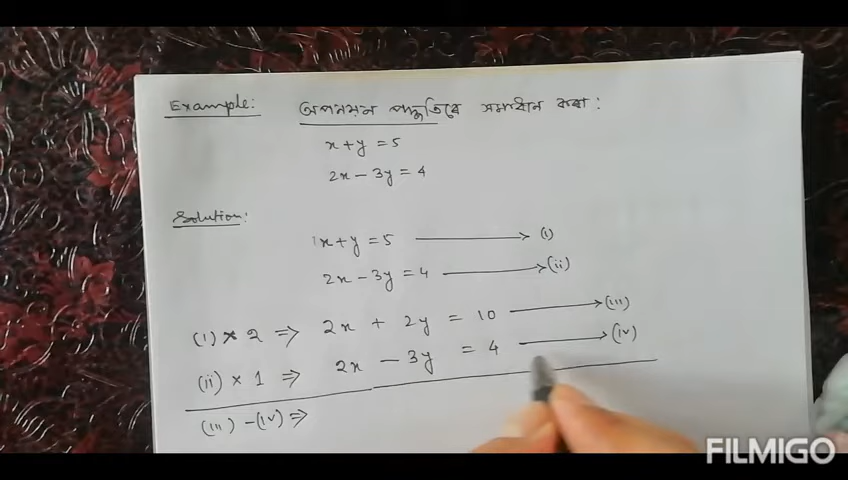 Example: অপনয়ন পদ্ধতিৰে সমাধান কৰা :
x + y = 5
2x - 3y = 4
Solution:
1x + y = 5 ⟶ (i)
2x - 3y = 4 ⟶ (ii)
(i) × 2 ⇒ 2x + 2y = 10 ⟶ (iii)
(ii) × 1 ⇒ 2x - 3y = 4 ⟶ (iv)
(iii) - (iv) ⇒
FILMIGO